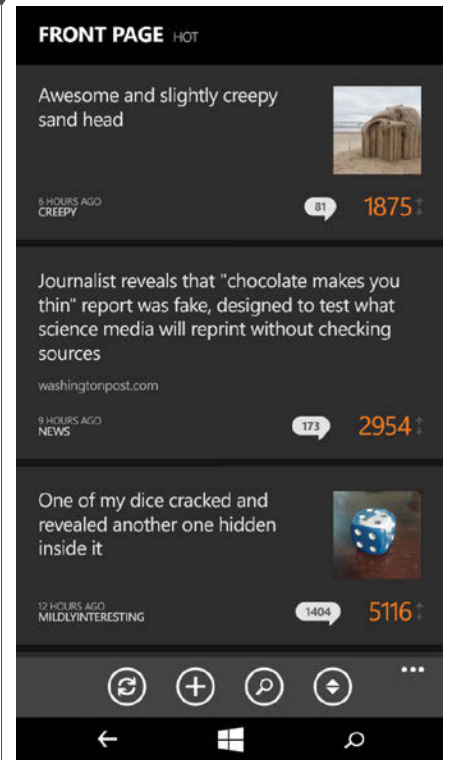 FRONT PAGE HOT
Awesome and slightly creepy
sand head
6 HOURS AGO
CREEPY
81
1875
Journalist reveals that "chocolate makes you
thin" report was fake, designed to test what
science media will reprint without checking
sources
washingtonpost.com
9 HOURS AGO
NEWS
173
2954
One of my dice cracked and
revealed another one hidden
inside it
12 HOURS AGO
MILDLYINTERESTING
1404
5116